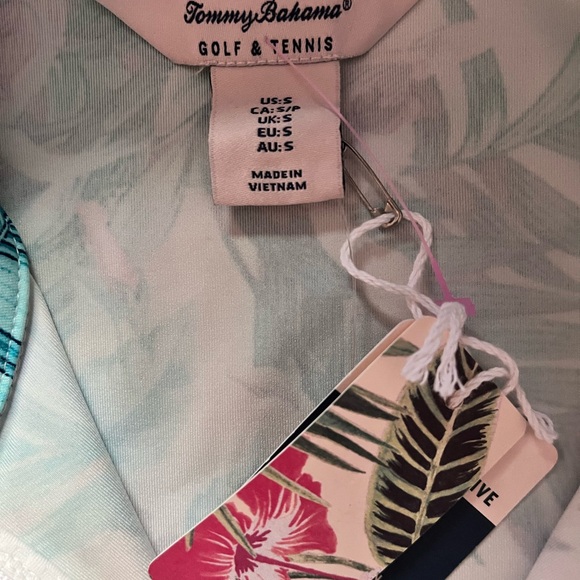 Tommy Bahama®
GOLF & TENNIS
US:S
CA: S/P
UK:S
EU:S
AU:S
MADE IN
VIETNAM
IVE